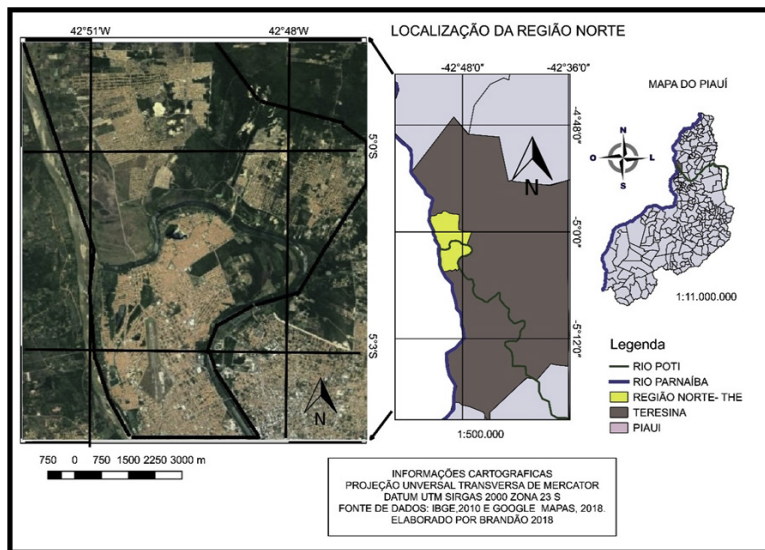 LOCALIZAÇÃO DA REGIÃO NORTE
42°51'O
42°48'O
5°0'S
5°3'S
N
750 0 750 1500 2250 3000 m
-42°48'0
-42°36'0
-4°48'0
-5°0'0
-5°12'0
N
1:500.000
MAPA DO PIAUÍ
N
O
L
S
1:11.000.000
Legenda
RIO POTI
RIO PARNAÍBA
REGIÃO NORTE- THE
TERESINA
PIAUI
INFORMAÇÕES CARTOGRAFICAS
PROJEÇÃO UNVERSAL TRANSVERSA DE MERCATOR
DATUM UTM SIRGAS 2000 ZONA 23 S
FONTE DE DADOS: IBGE,2010 E GOOGLE MAPAS, 2018.
ELABORADO POR BRANDÃO 2018